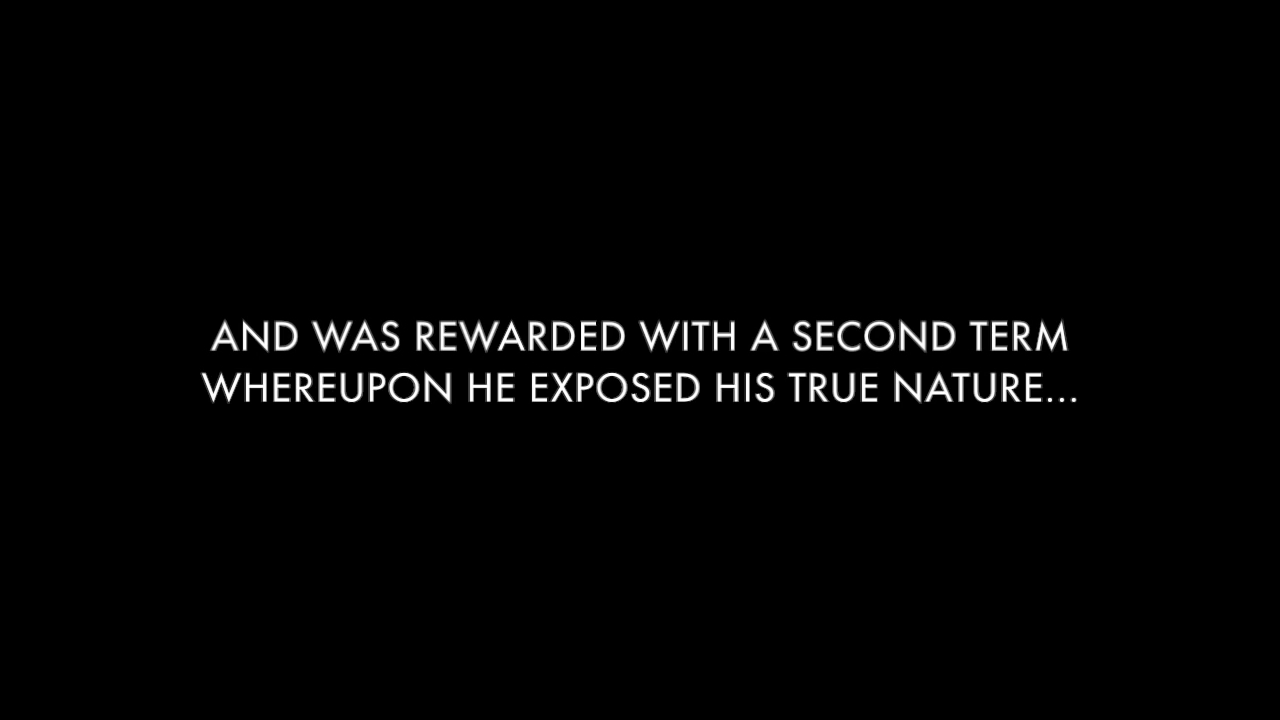 AND WAS REWARDED WITH A SECOND TERM
WHEREUPON HE EXPOSED HIS TRUE NATURE...